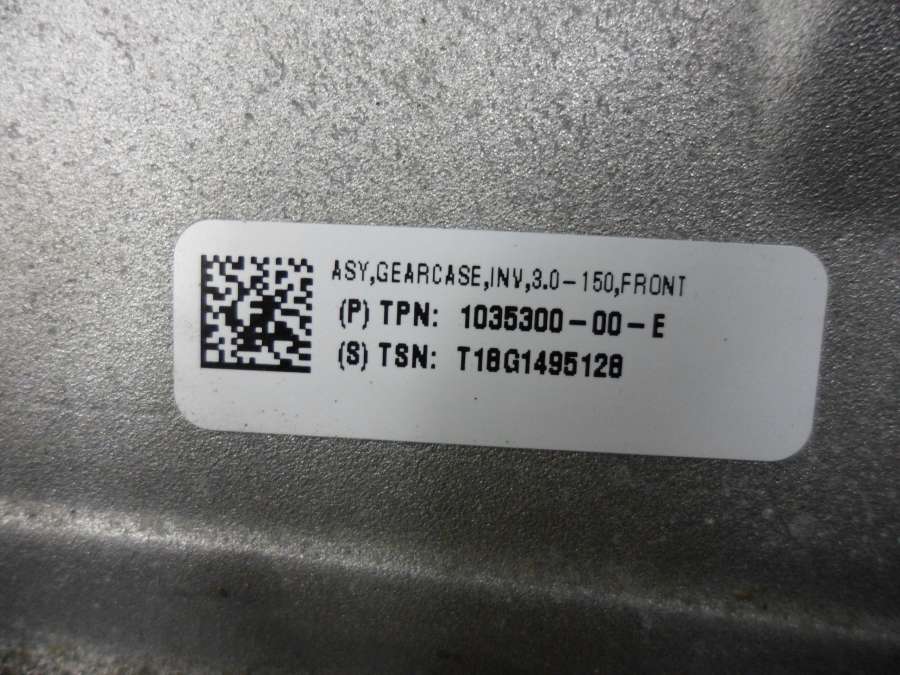 ASY,GEARCASE,INV,3.0-150,FRONT
(P) TPN: 1035300-00-E
(S) TSN: T18G1495128